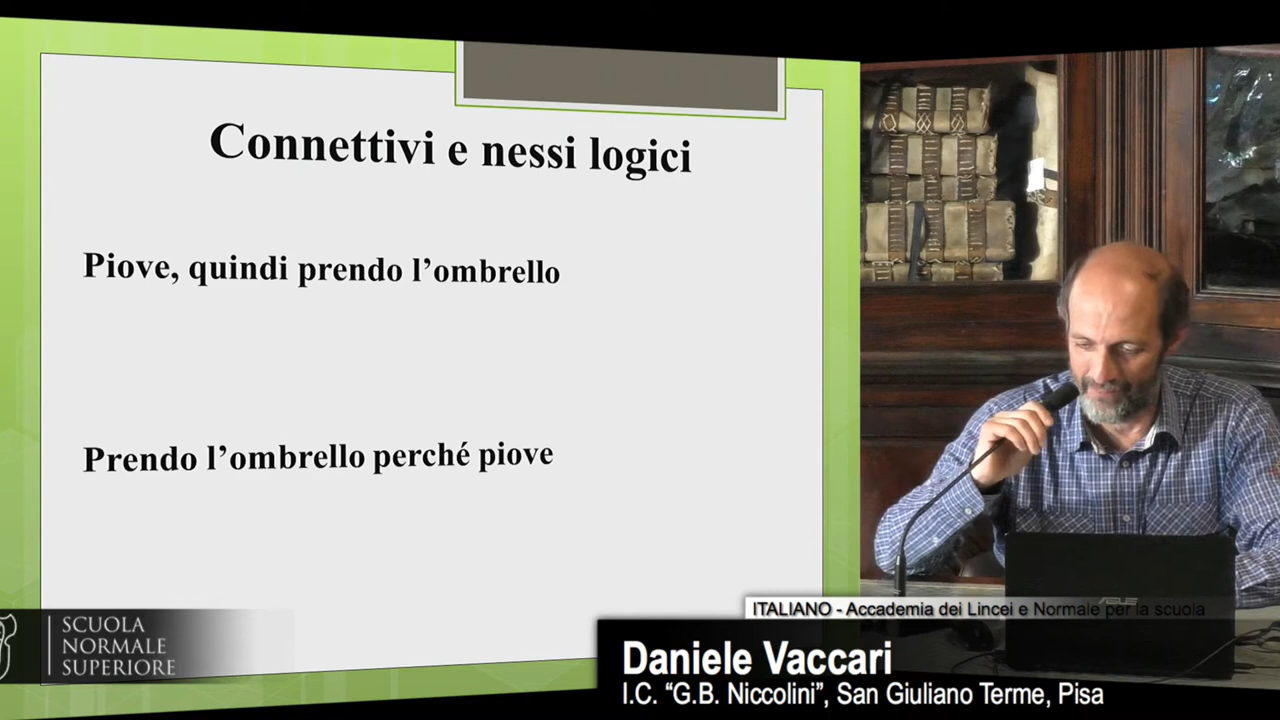 Connettivi e nessi logici
Piove, quindi prendo l’ombrello
Prendo l’ombrello perché piove
SCUOLA
NORMALE
SUPERIORE
ITALIANO - Accademia dei Lincei e Normale per la scuola
Daniele Vaccari
I.C. “G.B. Niccolini”, San Giuliano Terme, Pisa
ASUS